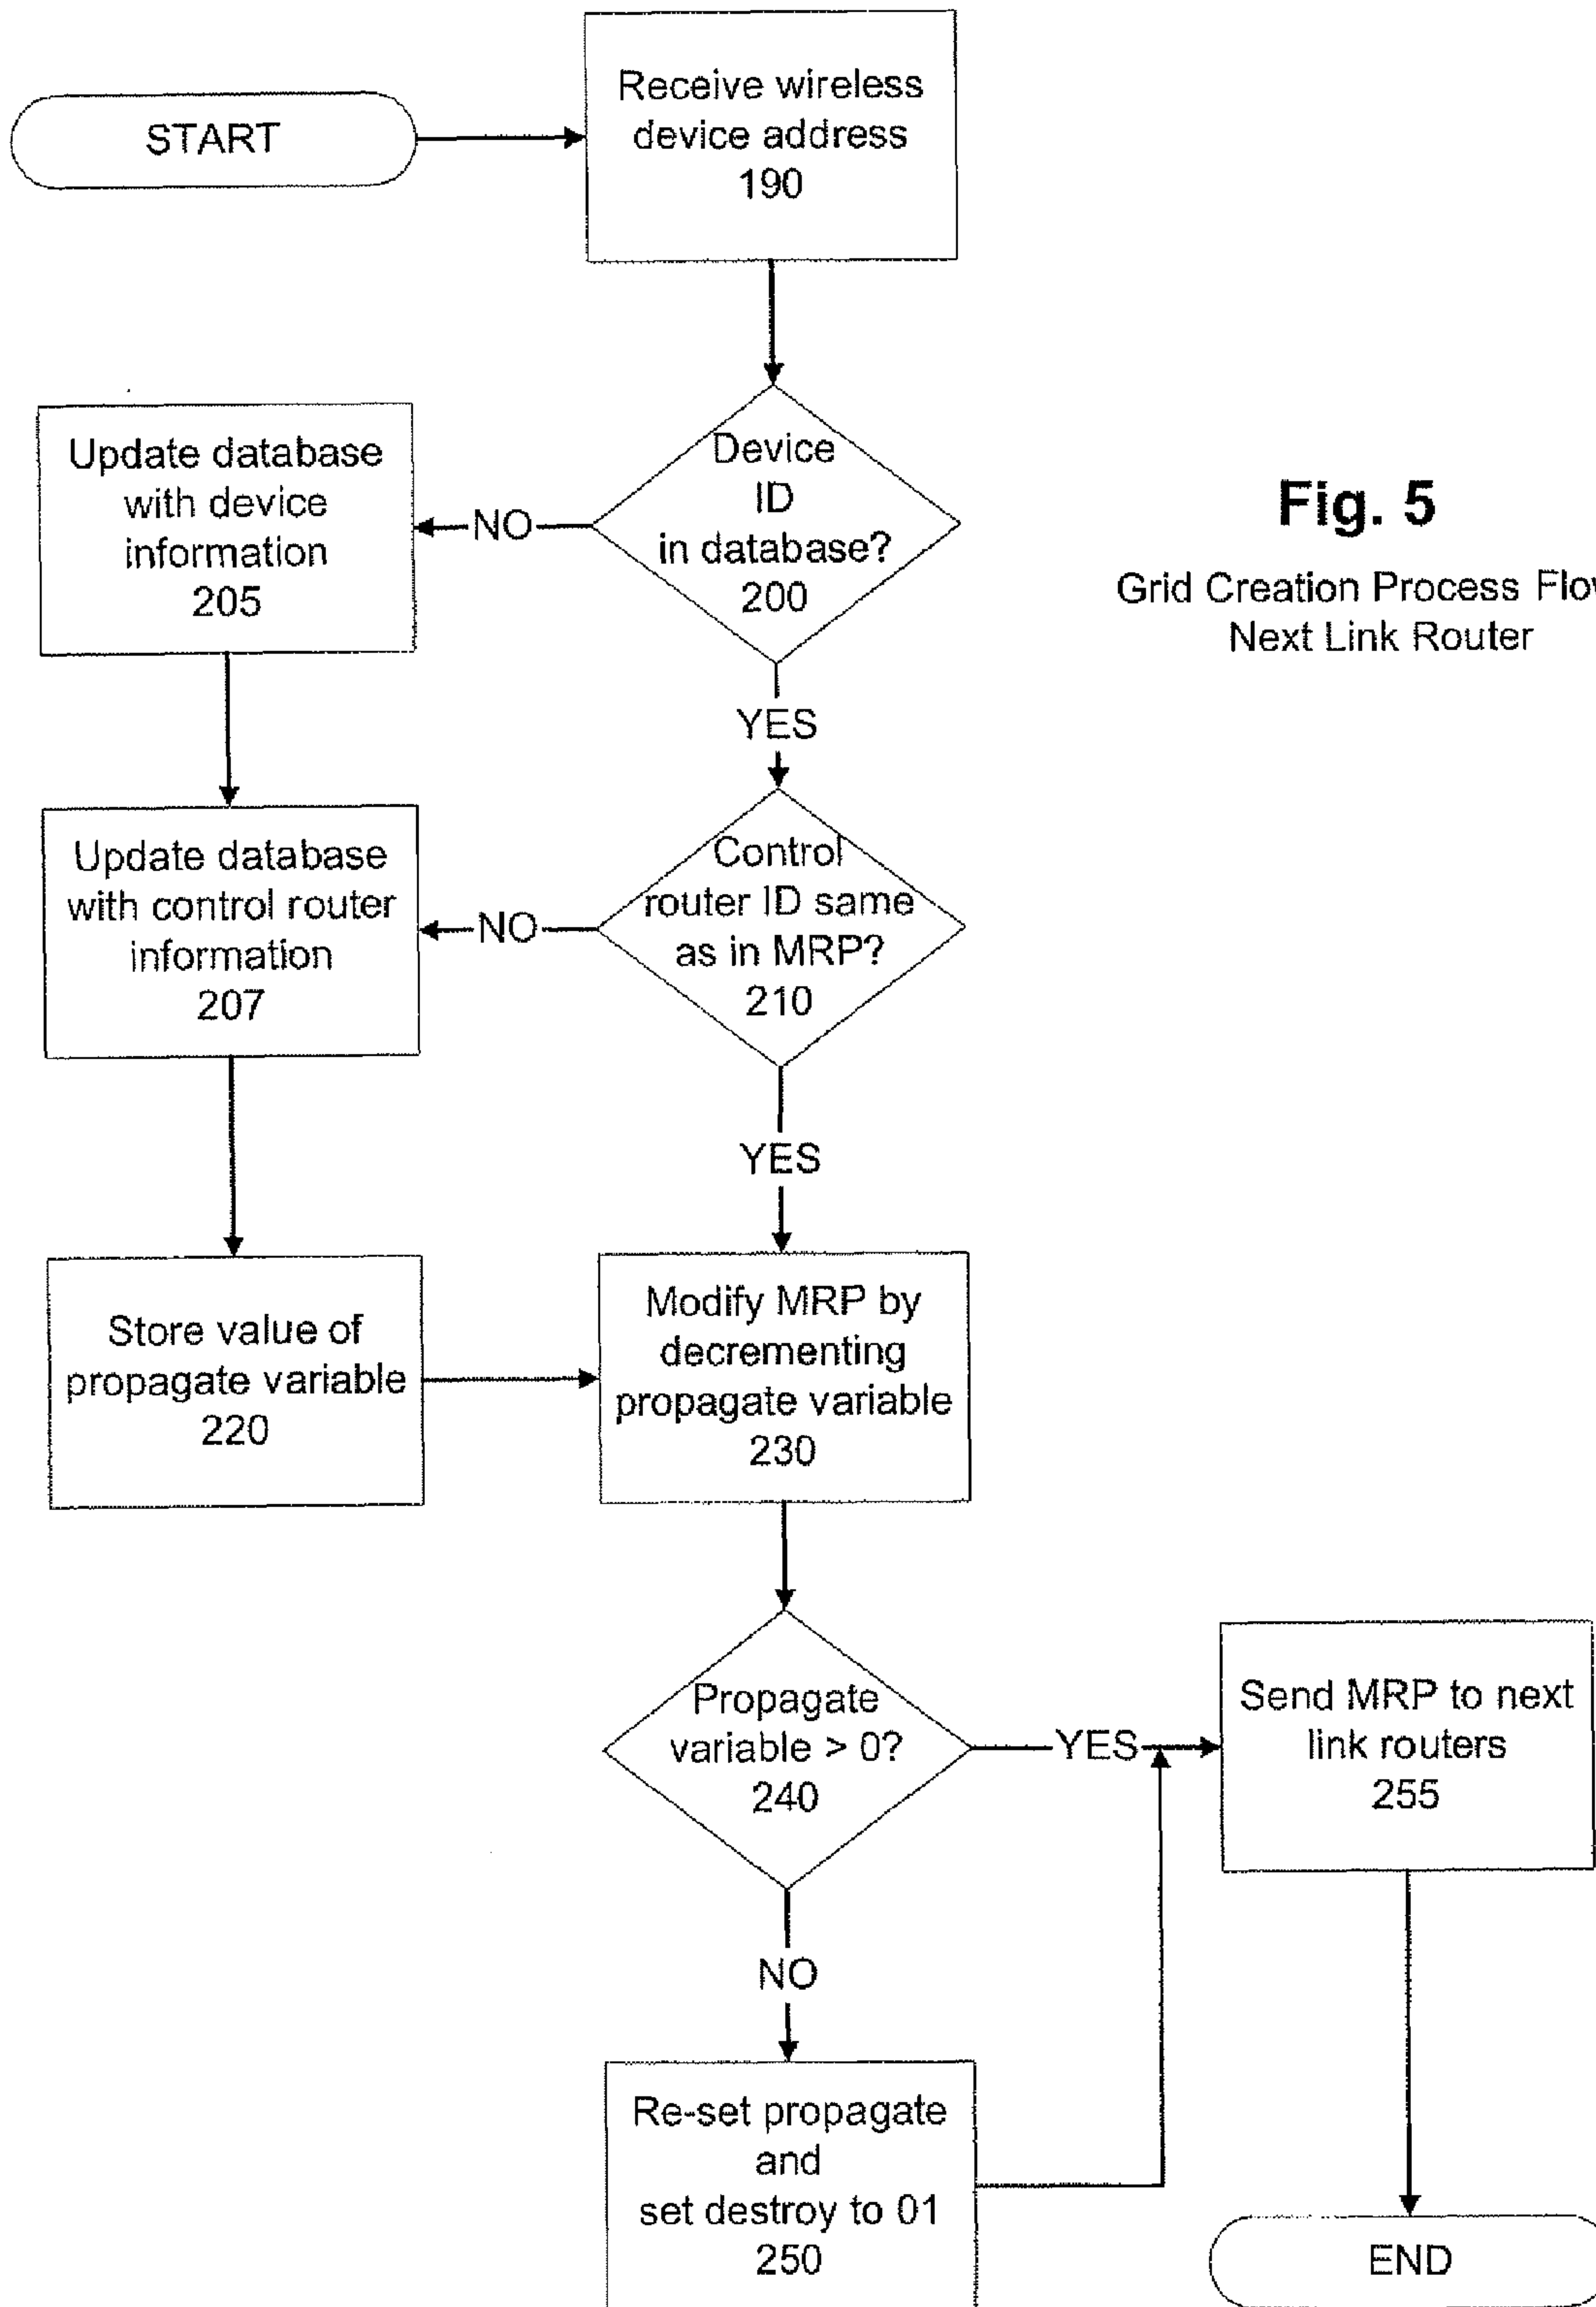 START
Receive wireless
device address
190
Device
ID
in database?
200
NO
Update database
with device
information
205
Fig. 5
Grid Creation Process Flow
Next Link Router
YES
Control
router ID same
as in MRP?
210
NO
Update database
with control router
information
207
YES
Store value of
propagate variable
220
Modify MRP by
decrementing
propagate variable
230
Propagate
variable > 0?
240
YES
Send MRP to next
link routers
255
NO
Re-set propagate
and
set destroy to 01
250
END